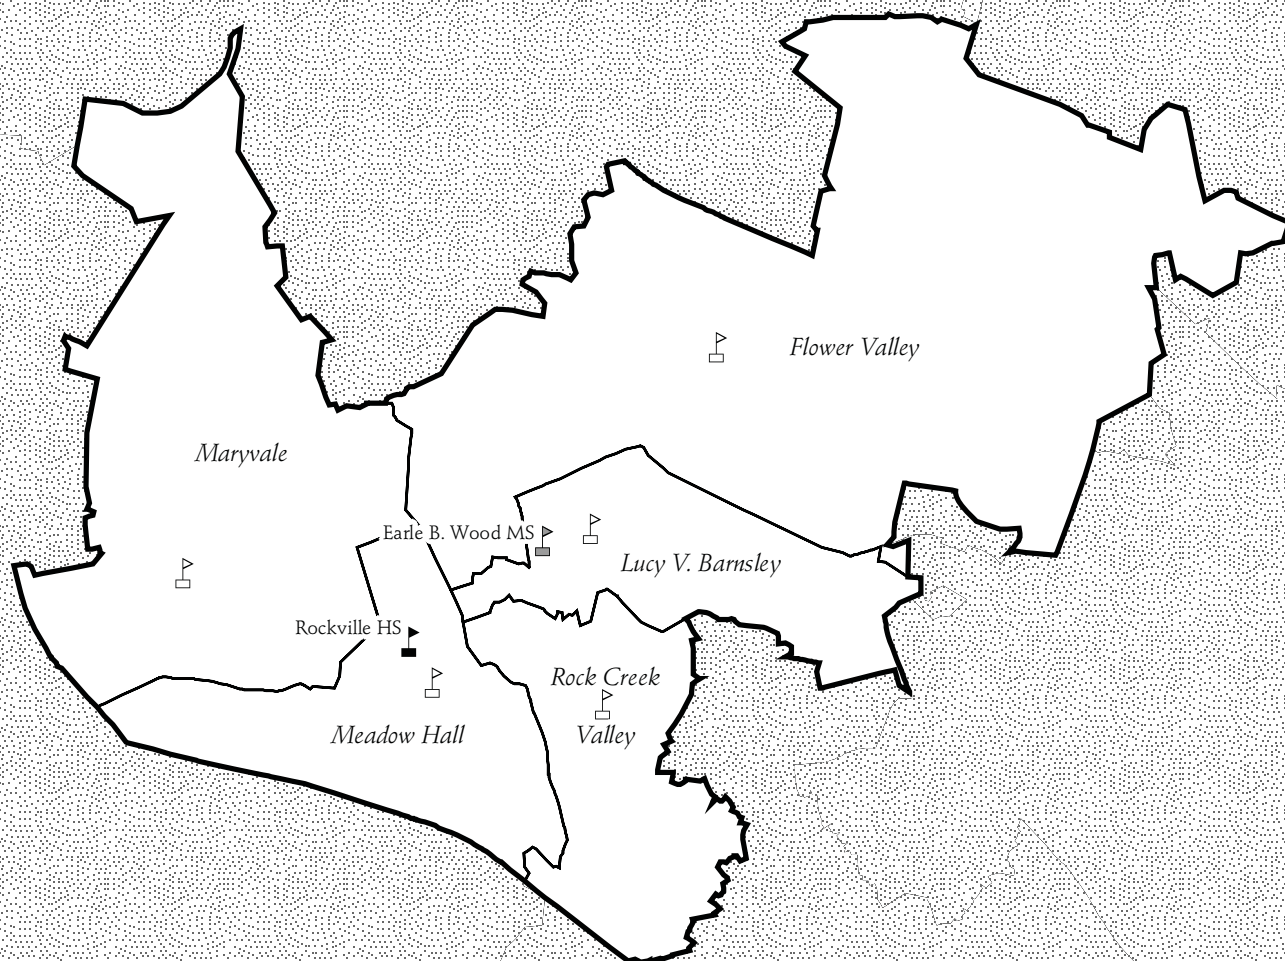 Flower Valley
Maryvale
Earle B. Wood MS
Lucy V. Barnsley
Rockville HS
Rock Creek
Valley
Meadow Hall